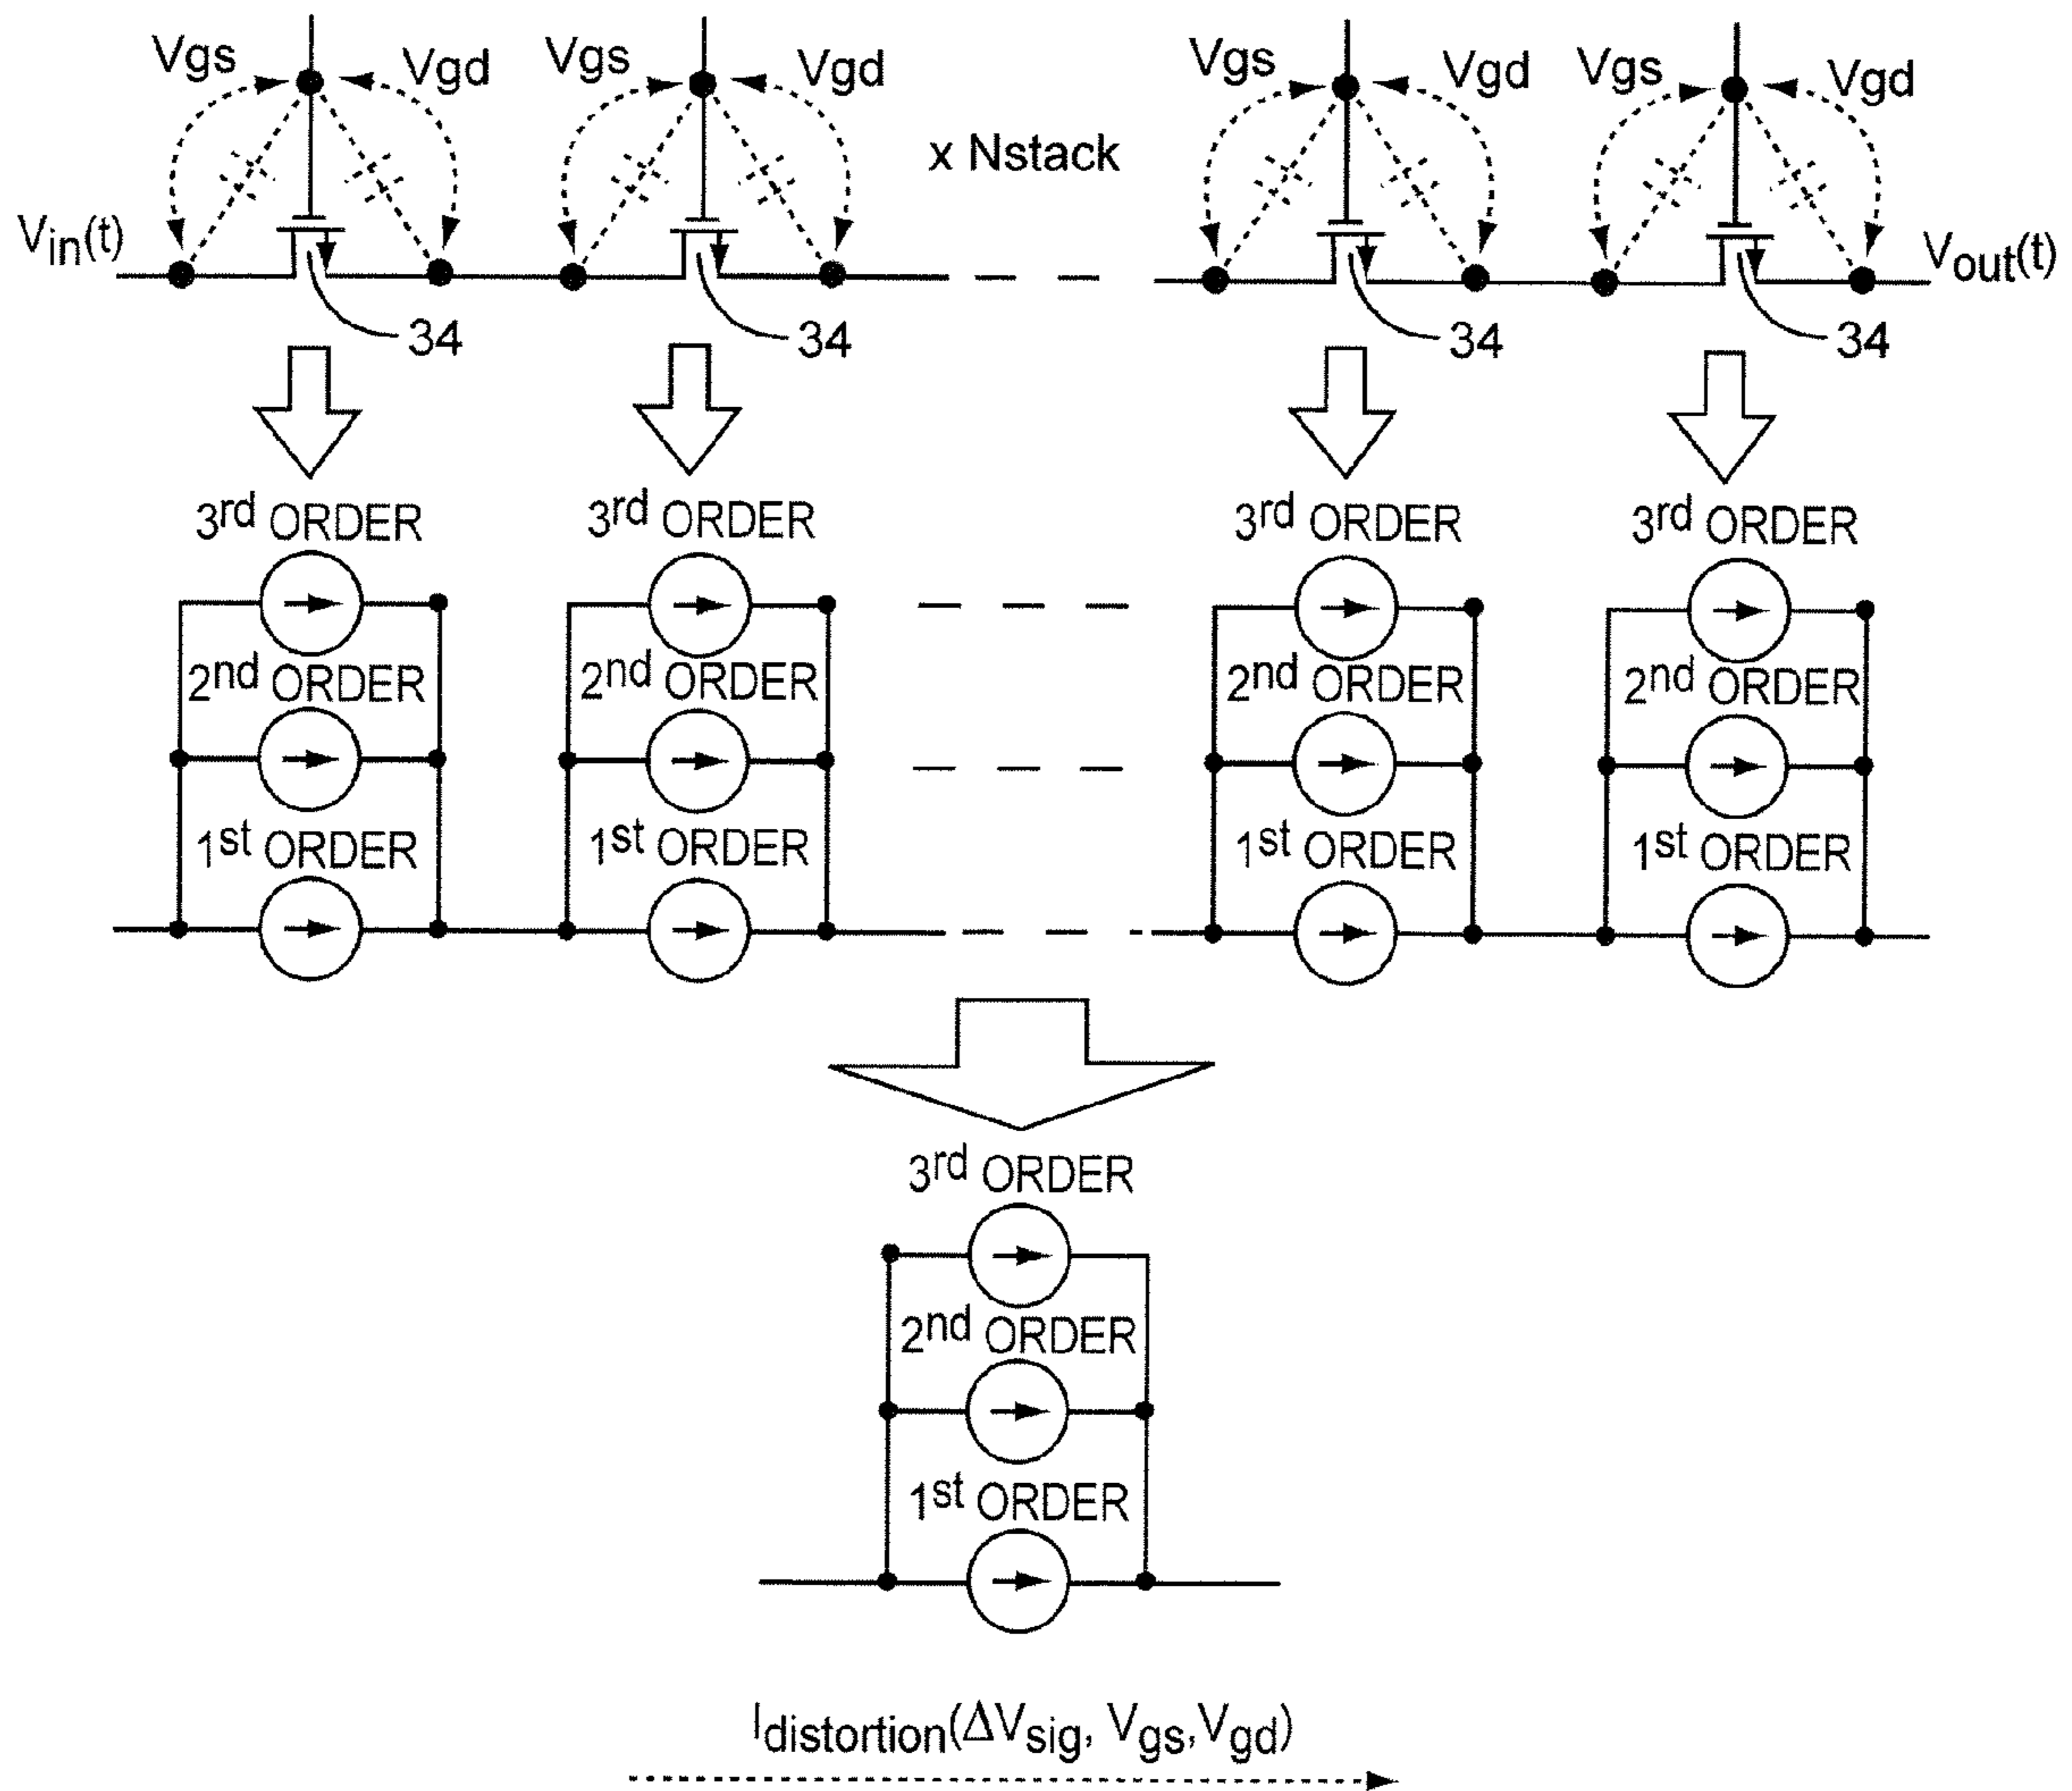 Vgs Vgd Vgs Vgd Vgs Vgd Vgs Vgd
x Nstack
Vin(t) Vout(t)
34 34 34 34
3rd ORDER 3rd ORDER 3rd ORDER 3rd ORDER
2nd ORDER 2nd ORDER 2nd ORDER 2nd ORDER
1st ORDER 1st ORDER 1st ORDER 1st ORDER
3rd ORDER
2nd ORDER
1st ORDER
Idistortion(ΔVsig, Vgs,Vgd)